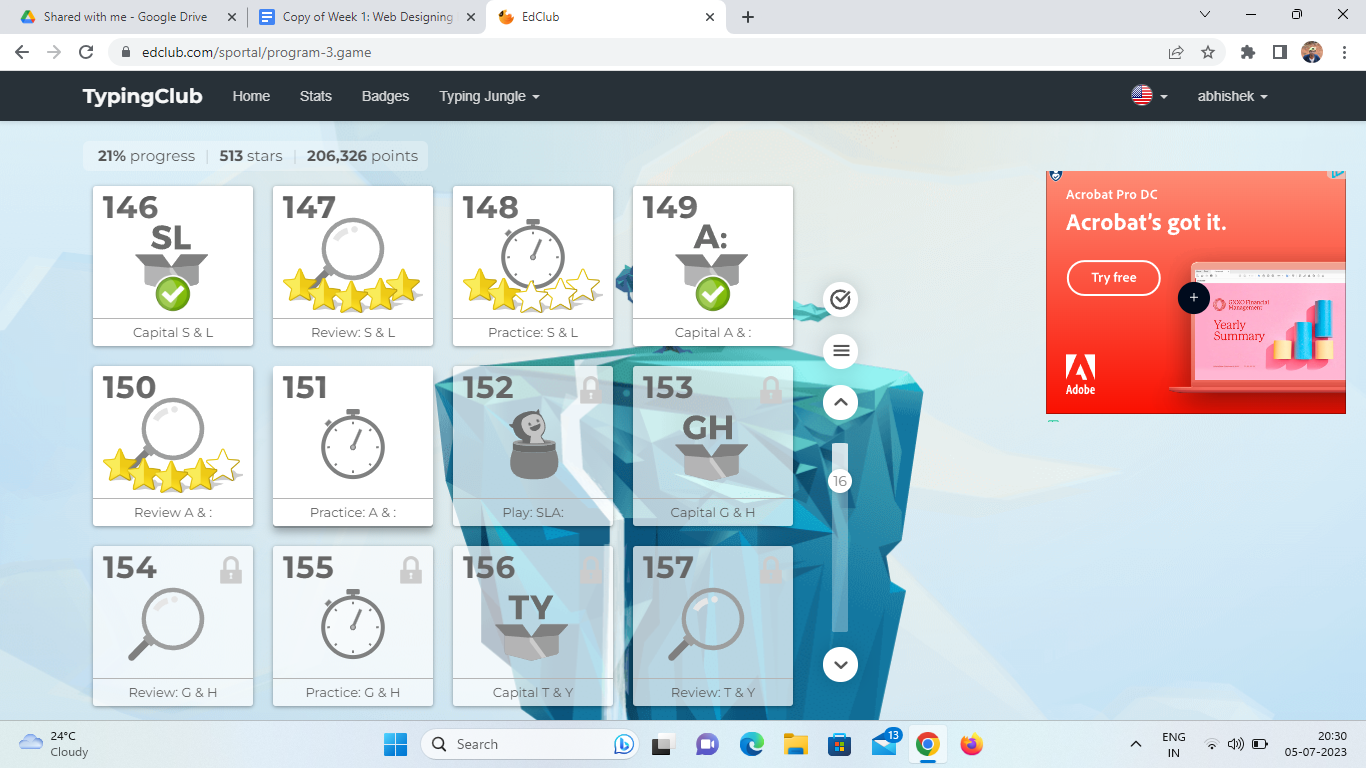 Shared with me - Google Drive
Copy of Week 1: Web Designing
EdClub
edclub.com/sportal/program-3.game
TypingClub Home Stats Badges Typing Jungle abhishek
21% progress | 513 stars | 206,326 points
146 147 148 149
SL A:
Capital S & L Review: S & L Practice: S & L Capital A & :
Acrobat Pro DC
Acrobat's got it.
Try free
Yearly
Summary
Adobe
150 151 152 153
GH
Review A & : Practice: A & : Play: SLA: Capital G & H
16
154 155 156 157
TY
Review: G & H Practice: G & H Capital T & Y Review: T & Y
24°C
Cloudy
Search
13
ENG
IN
20:30
05-07-2023